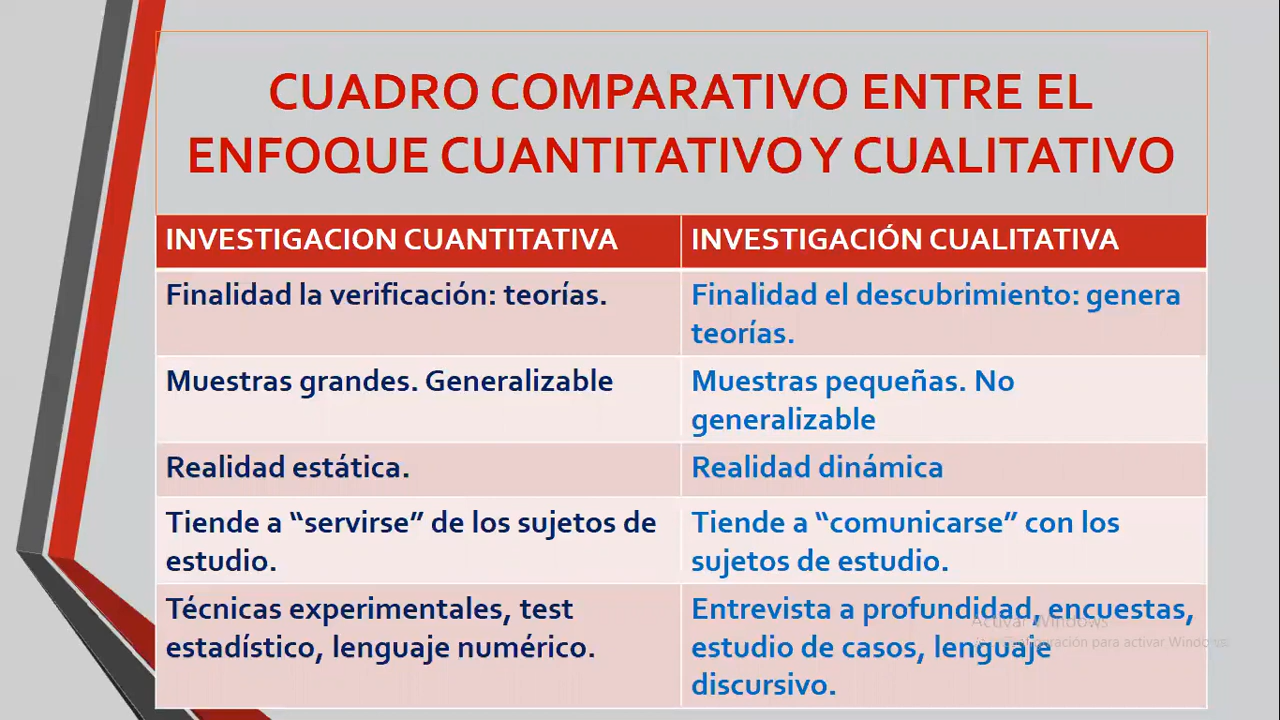 CUADRO COMPARATIVO ENTRE EL
ENFOQUE CUANTITATIVO Y CUALITATIVO
INVESTIGACION CUANTITATIVA
INVESTIGACIÓN CUALITATIVA
Finalidad la verificación: teorías.
Finalidad el descubrimiento: genera
teorías.
Muestras grandes. Generalizable
Muestras pequeñas. No
generalizable
Realidad estática.
Realidad dinámica
Tiende a “servirse” de los sujetos de
estudio.
Tiende a “comunicarse” con los
sujetos de estudio.
Técnicas experimentales, test
estadístico, lenguaje numérico.
Entrevista a profundidad, encuestas,
estudio de casos, lenguaje
discursivo.
Activar Windows
para activar Windows.